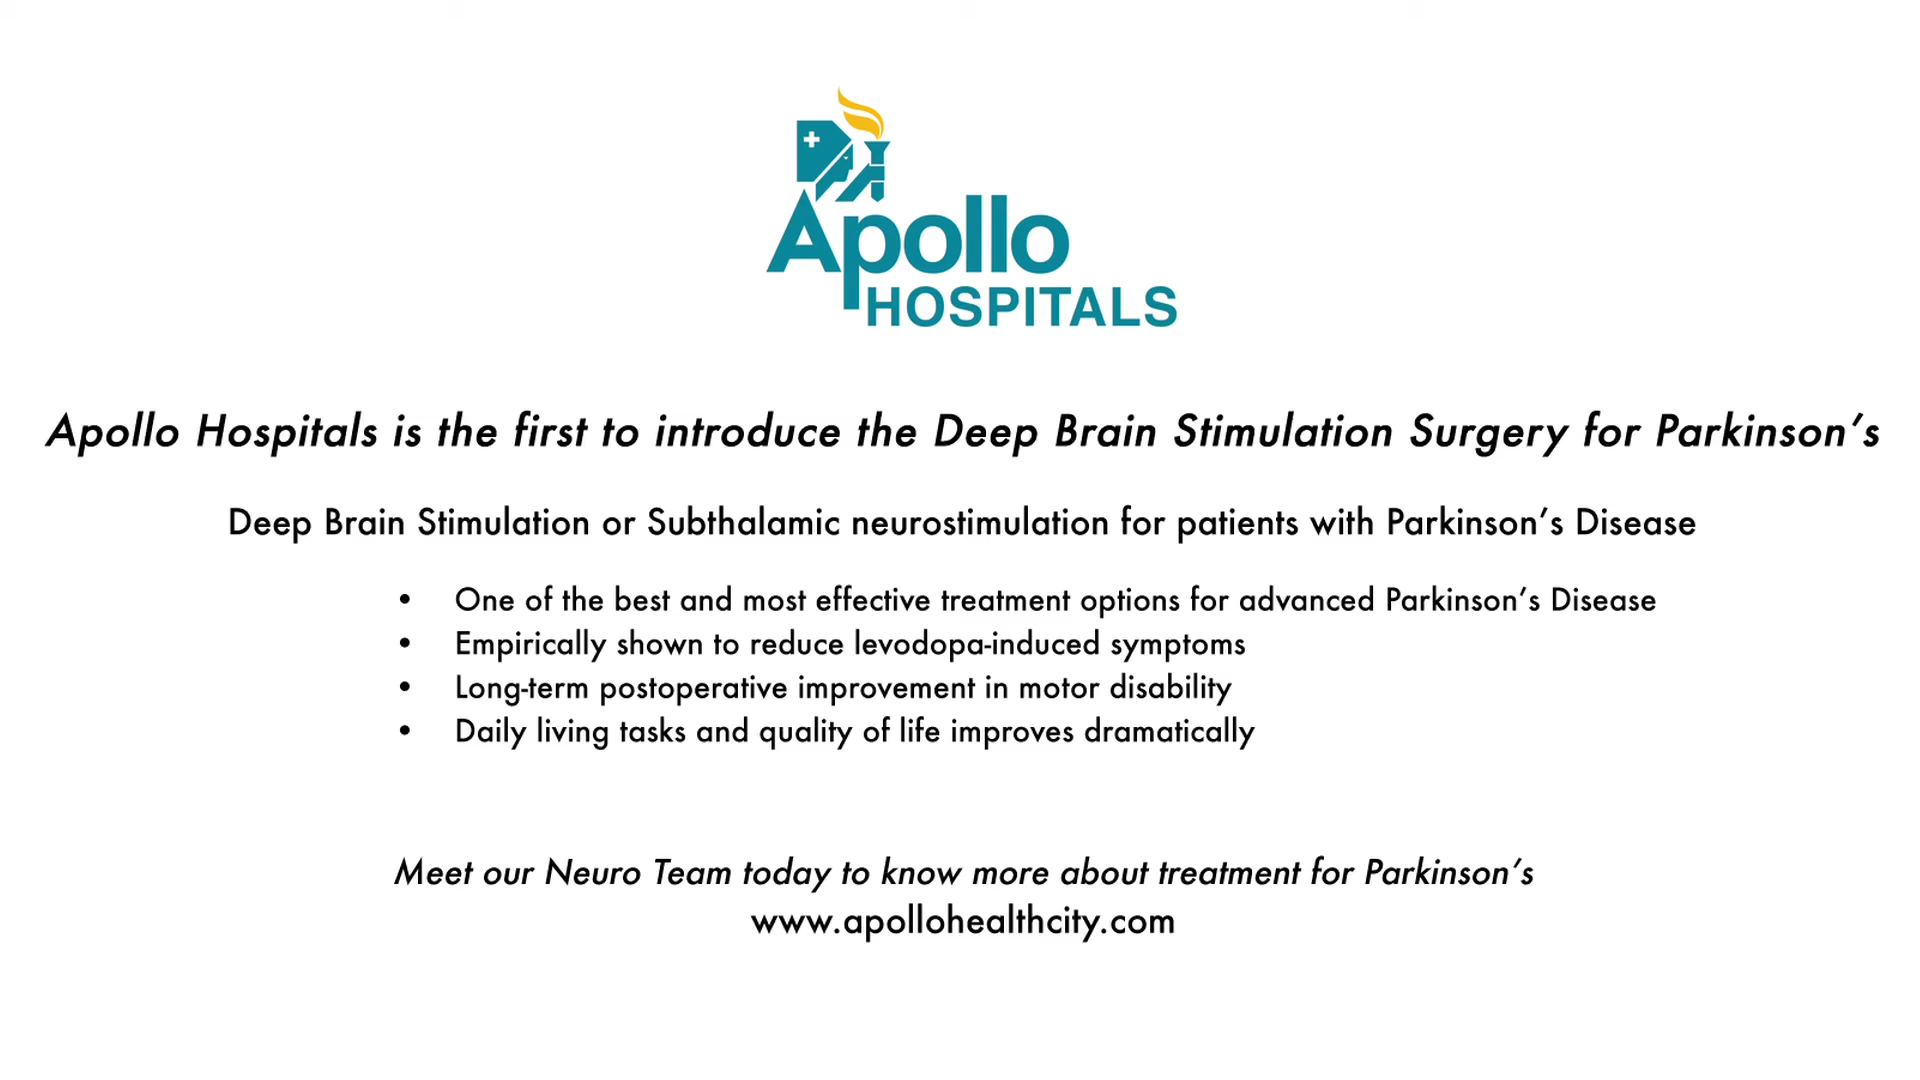 Apollo
HOSPITALS
Apollo Hospitals is the first to introduce the Deep Brain Stimulation Surgery for Parkinson’s
Deep Brain Stimulation or Subthalamic neurostimulation for patients with Parkinson’s Disease
• One of the best and most effective treatment options for advanced Parkinson’s Disease
• Empirically shown to reduce levodopa-induced symptoms
• Long-term postoperative improvement in motor disability
• Daily living tasks and quality of life improves dramatically
Meet our Neuro Team today to know more about treatment for Parkinson’s
www.apollohealthcity.com